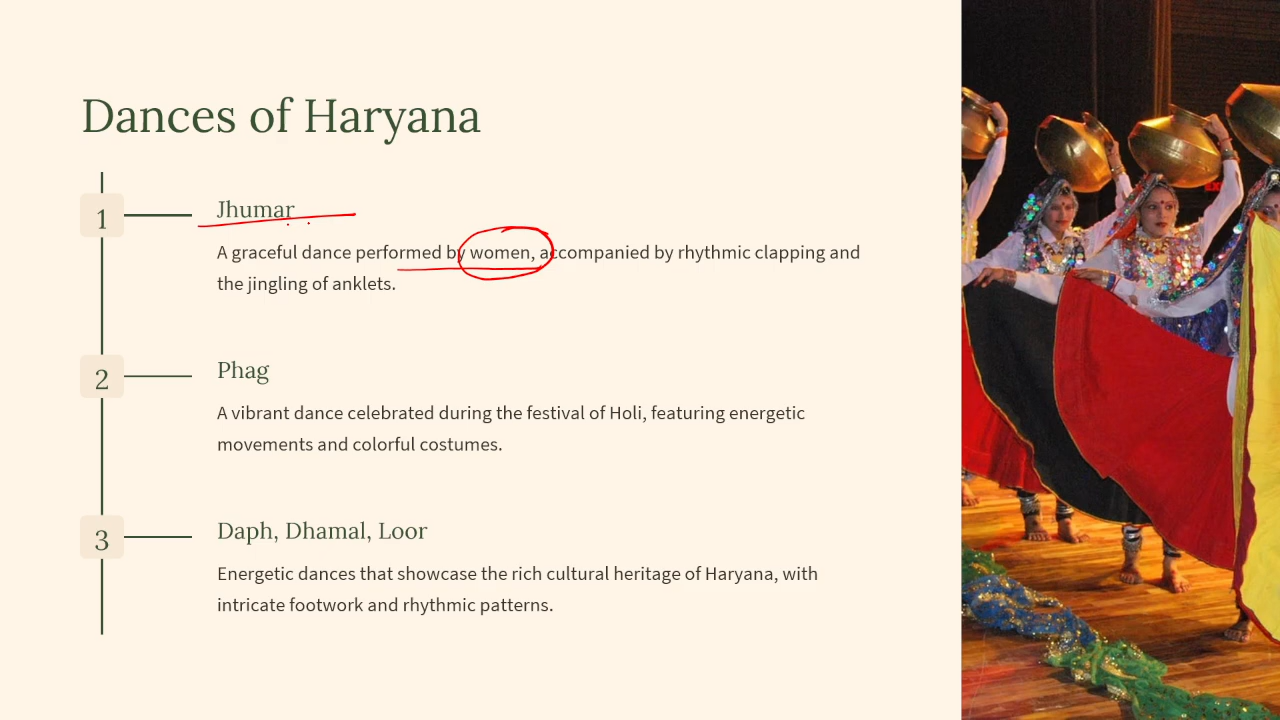 Dances of Haryana
1
Jhumar
A graceful dance performed by women, accompanied by rhythmic clapping and
the jingling of anklets.
2
Phag
A vibrant dance celebrated during the festival of Holi, featuring energetic
movements and colorful costumes.
3
Daph, Dhamal, Loor
Energetic dances that showcase the rich cultural heritage of Haryana, with
intricate footwork and rhythmic patterns.